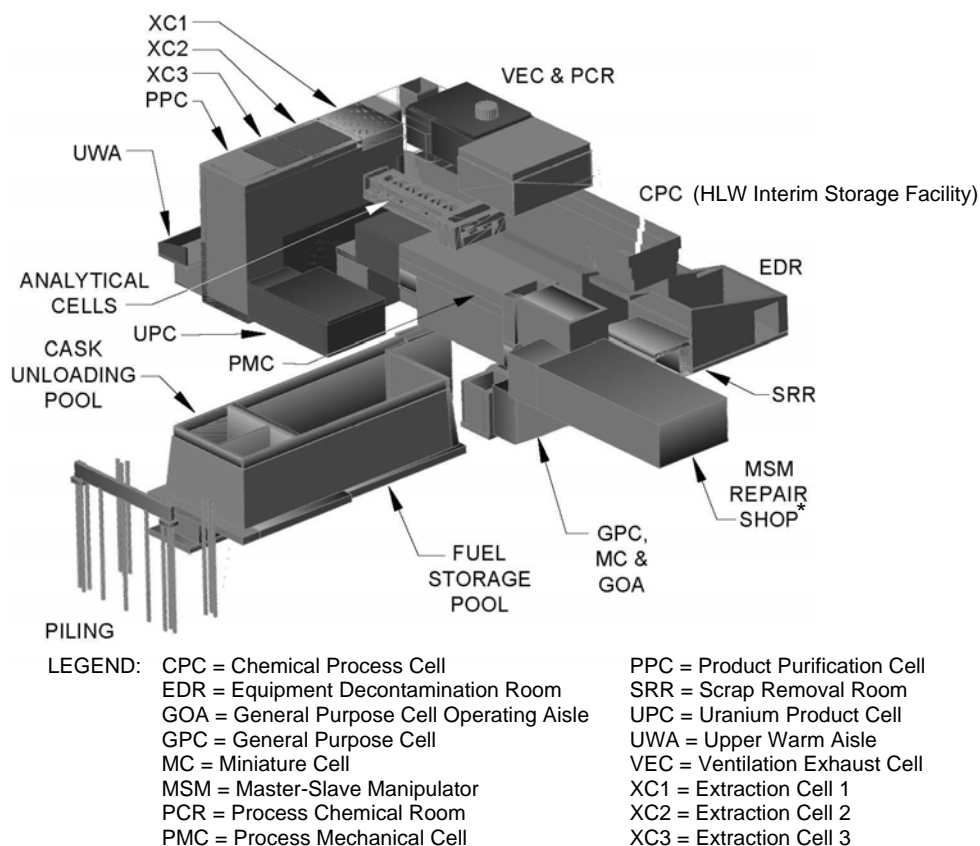 XC1
XC2
XC3
PPC
VEC & PCR
UWA
CPC (HLW Interim Storage Facility)
EDR
ANALYTICAL
CELLS
UPC
CASK
UNLOADING
POOL
PMC
SRR
MSM
REPAIR
SHOP*
GPC,
MC &
GOA
FUEL
STORAGE
POOL
PILING
LEGEND: CPC = Chemical Process Cell
EDR = Equipment Decontamination Room
GOA = General Purpose Cell Operating Aisle
GPC = General Purpose Cell
MC = Miniature Cell
MSM = Master-Slave Manipulator
PCR = Process Chemical Room
PMC = Process Mechanical Cell
PPC = Product Purification Cell
SRR = Scrap Removal Room
UPC = Uranium Product Cell
UWA = Upper Warm Aisle
VEC = Ventilation Exhaust Cell
XC1 = Extraction Cell 1
XC2 = Extraction Cell 2
XC3 = Extraction Cell 3